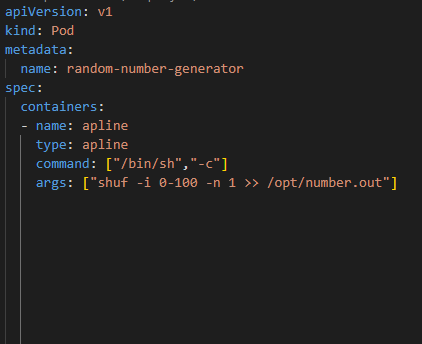 apiVersion: v1
kind: Pod
metadata:
  name: random-number-generator
spec:
  containers:
  - name: apline
    type: apline
    command: ["/bin/sh","-c"]
    args: ["shuf -i 0-100 -n 1 >> /opt/number.out"]